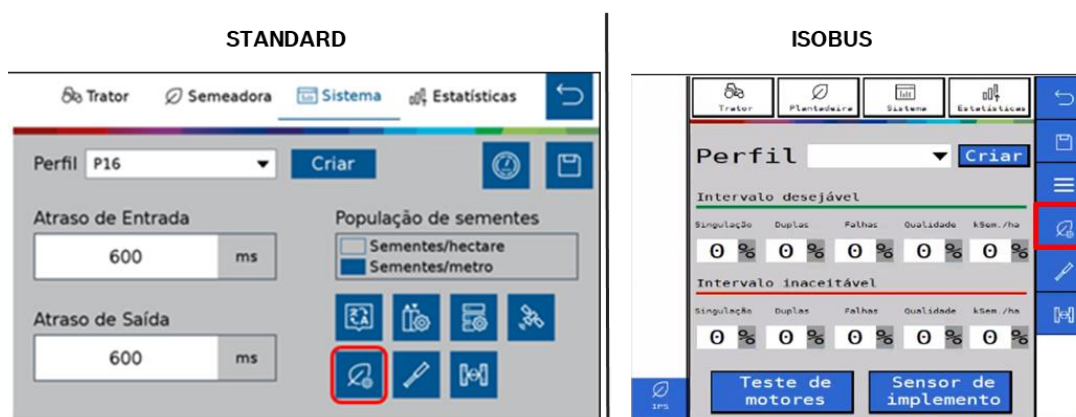 STANDARD
Trator Semeadora Sistema Estatísticas
Perfil P16 Criar
Atraso de Entrada
600 ms
Atraso de Saída
600 ms
População de sementes
Sementes/hectare
Sementes/metro
ISOBUS
Trator Plantadeira Sistema Estatísticas
Perfil Criar
Intervalo desejável
Singulação Duplas Falhas Qualidade kSem./ha
0 % 0 % 0 % 0 % 0 %
Intervalo inaceitável
Singulação Duplas Falhas Qualidade kSem./ha
0 % 0 % 0 % 0 % 0 %
Teste de
motores
Sensor de
implemento
IPS